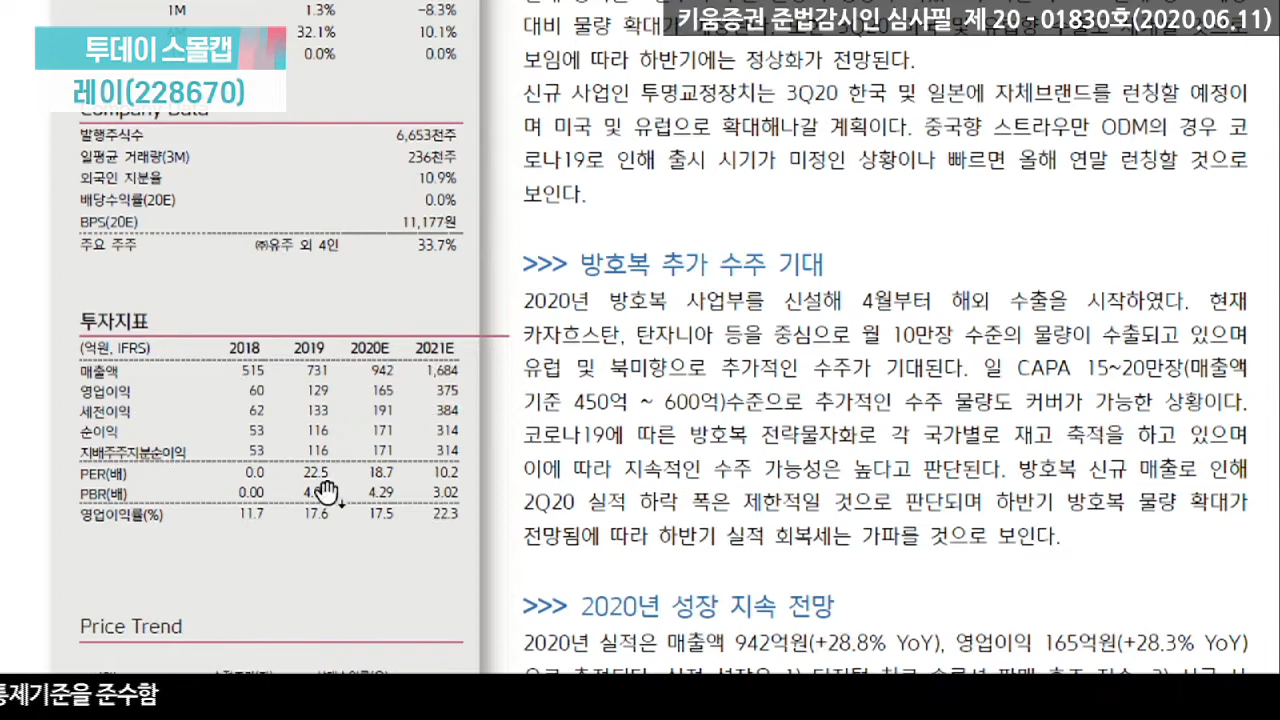 키움증권 준법감시인 심사필 제 20 - 01830호(2020.06.11)
투데이 스몰캡
레이(228670)
1M 1.3% -8.3%
32.1% 10.1%
0.0% 0.0%
Company Data
발행주식수 6,653천주
일평균 거래량(3M) 236천주
외국인 지분율 10.9%
배당수익률(20E) 0.0%
BPS(20E) 11,177원
주요 주주 ㈜유주 외 4인 33.7%
투자지표
(억원, IFRS) 2018 2019 2020E 2021E
매출액 515 731 942 1,684
영업이익 60 129 165 375
세전이익 62 133 191 384
순이익 53 116 171 314
지배주주지분순이익 53 116 171 314
PER(배) 0.0 22.5 18.7 10.2
PBR(배) 0.00 4. 4.29 3.02
영업이익률(%) 11.7 17.6 17.5 22.3
Price Trend
대비 물량 확대가
보임에 따라 하반기에는 정상화가 전망된다.
신규 사업인 투명교정장치는 3Q20 한국 및 일본에 자체브랜드를 런칭할 예정이
며 미국 및 유럽으로 확대해나갈 계획이다. 중국향 스트라우만 ODM의 경우 코
로나19로 인해 출시 시기가 미정인 상황이나 빠르면 올해 연말 런칭할 것으로
보인다.
>>> 방호복 추가 수주 기대
2020년 방호복 사업부를 신설해 4월부터 해외 수출을 시작하였다. 현재
카자흐스탄, 탄자니아 등을 중심으로 월 10만장 수준의 물량이 수출되고 있으며
유럽 및 북미향으로 추가적인 수주가 기대된다. 일 CAPA 15~20만장(매출액
기준 450억 ~ 600억)수준으로 추가적인 수주 물량도 커버가 가능한 상황이다.
코로나19에 따른 방호복 전략물자화로 각 국가별로 재고 축적을 하고 있으며
이에 따라 지속적인 수주 가능성은 높다고 판단된다. 방호복 신규 매출로 인해
2Q20 실적 하락 폭은 제한적일 것으로 판단되며 하반기 방호복 물량 확대가
전망됨에 따라 하반기 실적 회복세는 가파를 것으로 보인다.
>>> 2020년 성장 지속 전망
2020년 실적은 매출액 942억원(+28.8% YoY), 영업이익 165억원(+28.3% YoY)
통제기준을 준수함